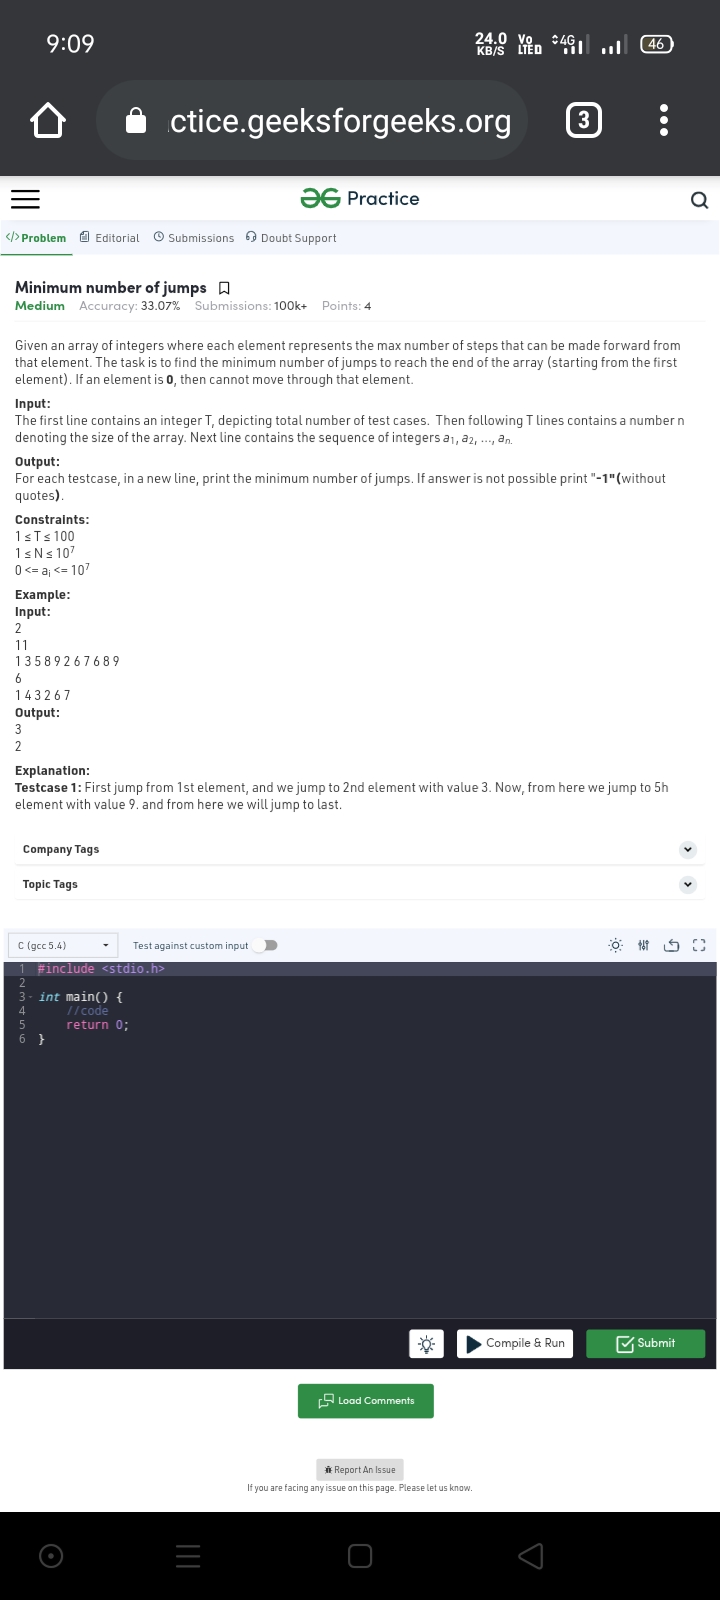 9:09
24.0
KB/S
Vo
LTE
4G
46
ctice.geeksforgeeks.org
3
Practice
</> Problem Editorial Submissions Doubt Support
Minimum number of jumps
Medium Accuracy: 33.07% Submissions: 100k+ Points: 4
Given an array of integers where each element represents the max number of steps that can be made forward from
that element. The task is to find the minimum number of jumps to reach the end of the array (starting from the first
element). If an element is 0, then cannot move through that element.
Input:
The first line contains an integer T, depicting total number of test cases. Then following T lines contains a number n
denoting the size of the array. Next line contains the sequence of integers a1, a2, ..., an.
Output:
For each testcase, in a new line, print the minimum number of jumps. If answer is not possible print "-1"(without
quotes).
Constraints:
1 ≤ T ≤ 100
1 ≤ N ≤ 10⁷
0 <= ai <= 10⁷
Example:
Input:
2
11
1 3 5 8 9 2 6 7 6 8 9
6
1 4 3 2 6 7
Output:
3
2
Explanation:
Testcase 1: First jump from 1st element, and we jump to 2nd element with value 3. Now, from here we jump to 5h
element with value 9. and from here we will jump to last.
Company Tags
Topic Tags
C (gcc 5.4) Test against custom input
1 #include <stdio.h>
2
3 int main() {
4 //code
5 return 0;
6 }
Compile & Run Submit
Load Comments
Report An Issue
If you are facing any issue on this page. Please let us know.